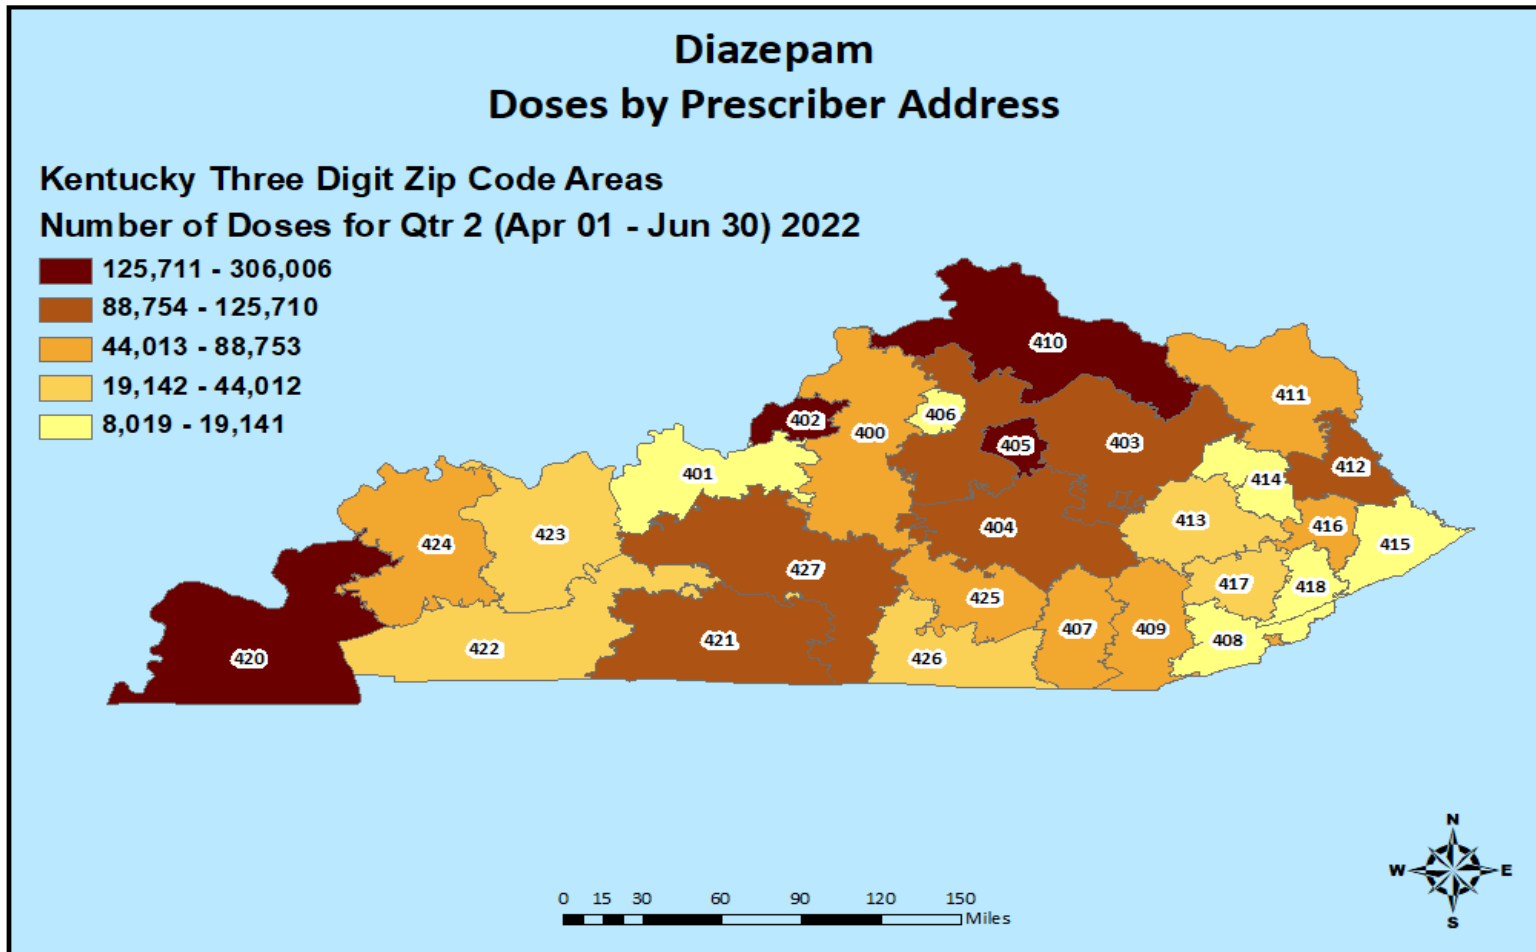 Diazepam
Doses by Prescriber Address
Kentucky Three Digit Zip Code Areas
Number of Doses for Qtr 2 (Apr 01 - Jun 30) 2022
125,711 - 306,006
88,754 - 125,710
44,013 - 88,753
19,142 - 44,012
8,019 - 19,141
410
411
406
402
400
405
403
401
412
414
413
404
416
423
424
415
427
417
418
425
407
409
421
408
422
426
420
N
W
E
S
0 15 30 60 90 120 150
Miles